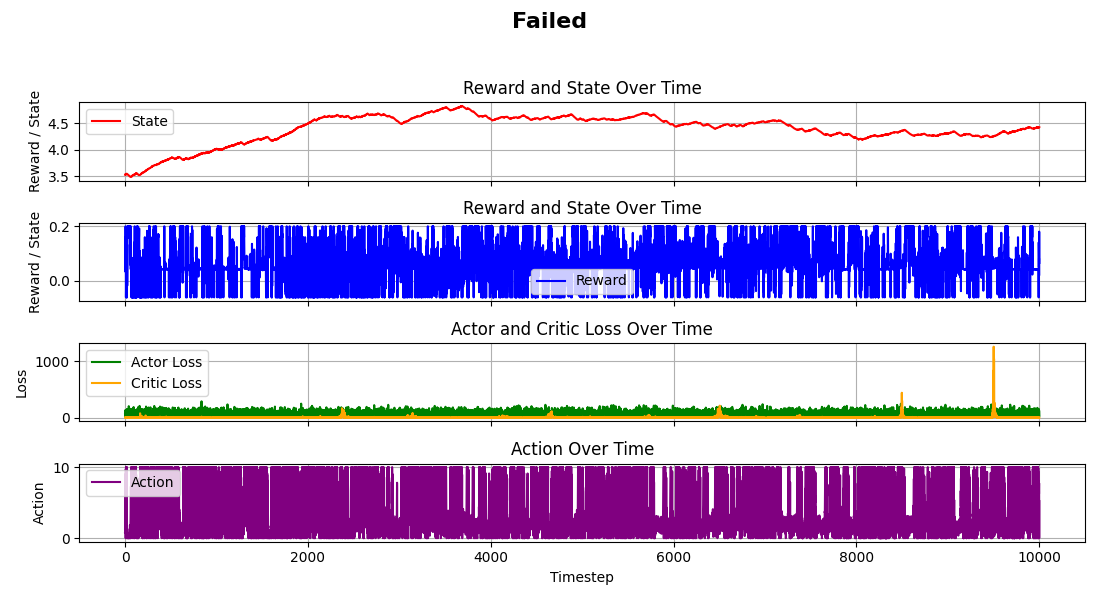 Failed
Reward and State Over Time
Reward / State
4.5
4.0
3.5
State
Reward and State Over Time
Reward / State
0.2
0.0
Reward
Actor and Critic Loss Over Time
Loss
1000
0
Actor Loss
Critic Loss
Action Over Time
Action
10
0
Action
0 2000 4000 6000 8000 10000
Timestep